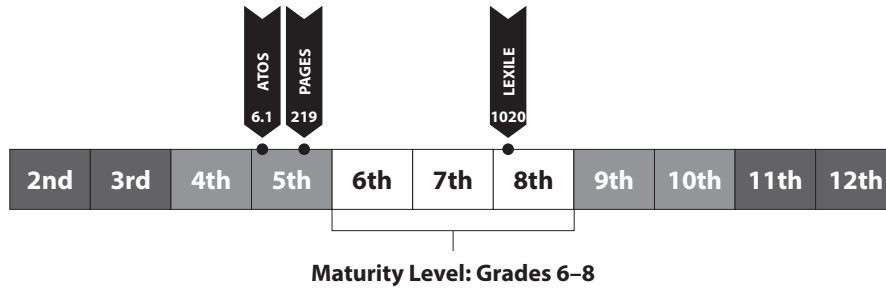 ATOS
6.1
PAGES
219
LEXILE
1020
2nd 3rd 4th 5th 6th 7th 8th 9th 10th 11th 12th
Maturity Level: Grades 6–8